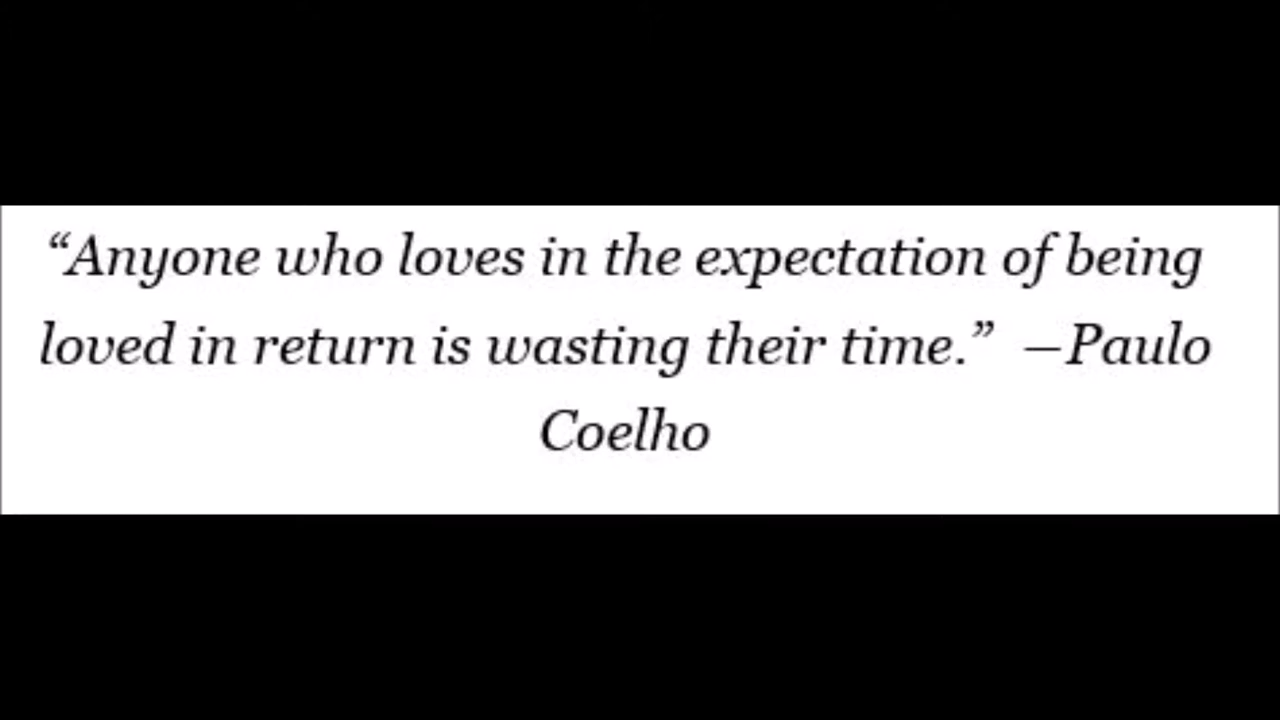 “Anyone who loves in the expectation of being
loved in return is wasting their time.”  —Paulo
Coelho